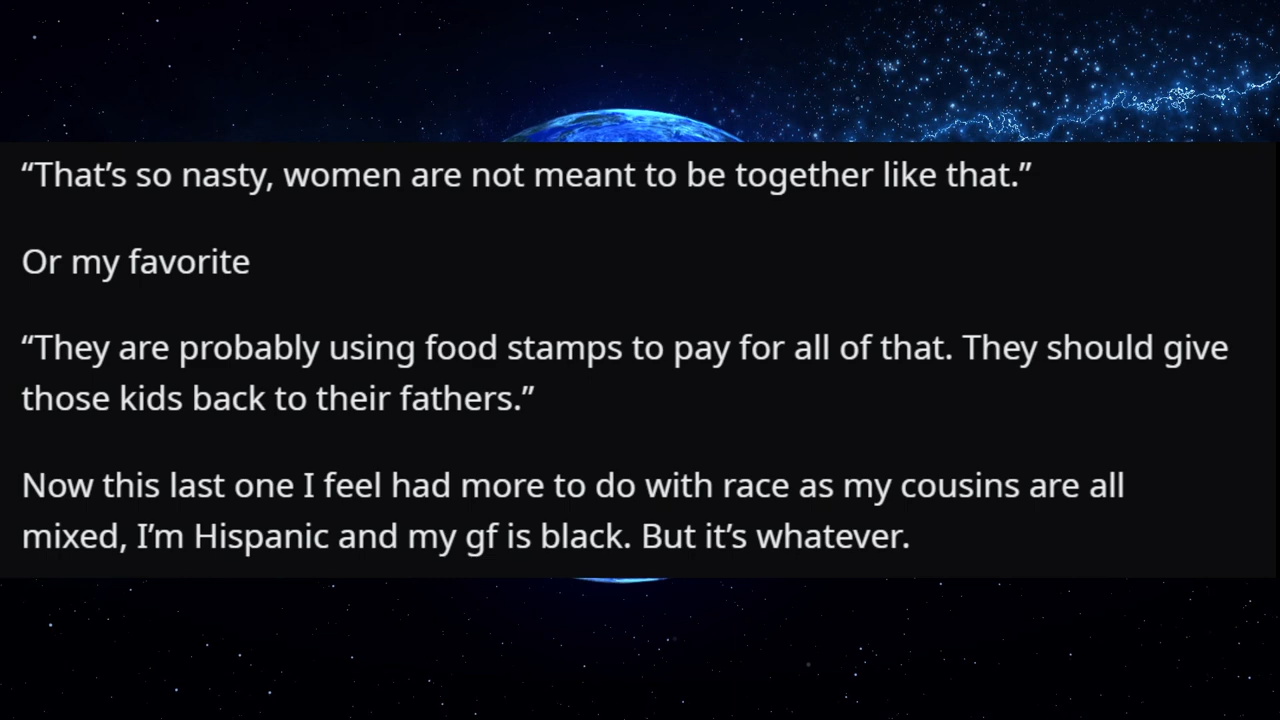 “That’s so nasty, women are not meant to be together like that.”
Or my favorite
“They are probably using food stamps to pay for all of that. They should give
those kids back to their fathers.”
Now this last one I feel had more to do with race as my cousins are all
mixed, I’m Hispanic and my gf is black. But it’s whatever.